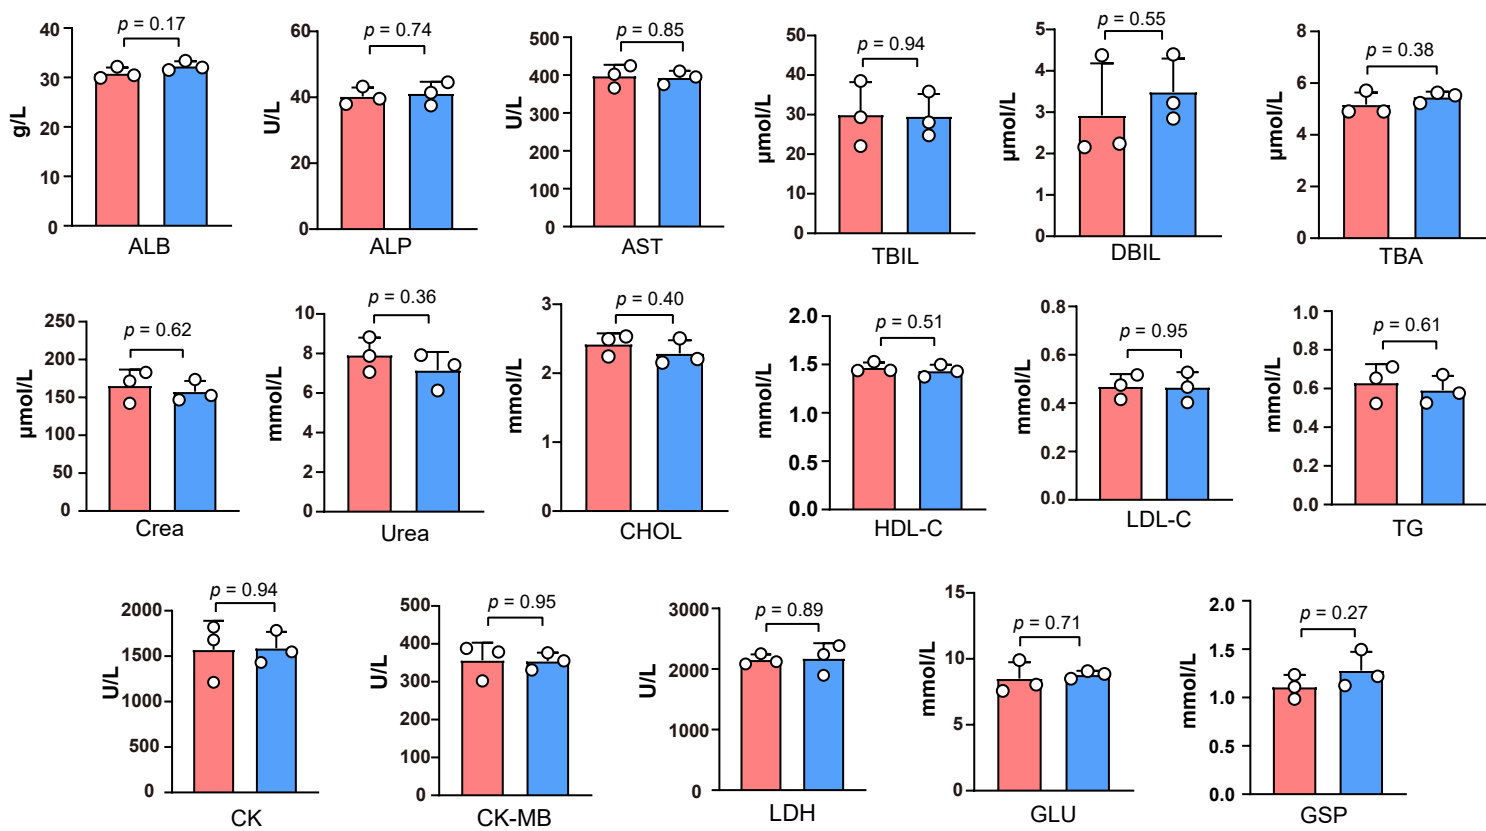 p = 0.17
40
30
20
10
0
g/L
ALB
p = 0.74
60
40
20
0
U/L
ALP
p = 0.85
500
400
300
200
100
0
U/L
AST
p = 0.94
50
40
30
20
10
0
µmol/L
TBIL
p = 0.55
5
4
3
2
1
0
µmol/L
DBIL
p = 0.38
8
6
4
2
0
µmol/L
TBA
p = 0.62
250
200
150
100
50
0
µmol/L
Crea
p = 0.36
10
8
6
4
2
0
mmol/L
Urea
p = 0.40
3
2
1
0
mmol/L
CHOL
p = 0.51
2.0
1.5
1.0
0.5
0.0
mmol/L
HDL-C
p = 0.95
0.8
0.6
0.4
0.2
0.0
mmol/L
LDL-C
p = 0.61
1.0
0.8
0.6
0.4
0.2
0.0
mmol/L
TG
p = 0.94
2000
1500
1000
500
0
U/L
CK
p = 0.95
500
400
300
200
100
0
U/L
CK-MB
p = 0.89
3000
2000
1000
0
U/L
LDH
p = 0.71
15
10
5
0
mmol/L
GLU
p = 0.27
2.0
1.5
1.0
0.5
0.0
mmol/L
GSP